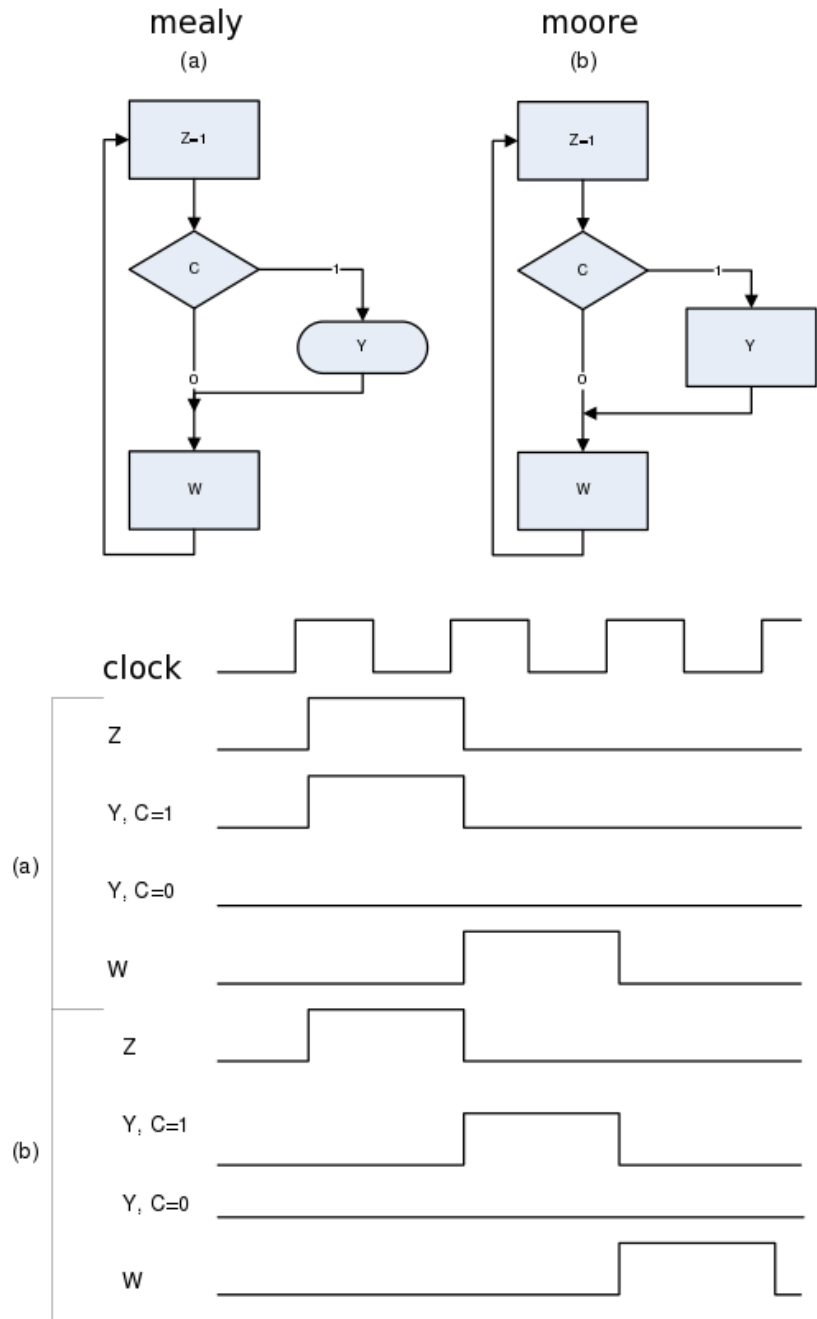 mealy
(a)
Z=1
C
1
Y
0
W
moore
(b)
Z=1
C
1
Y
0
W
clock
(a)
Z
Y, C=1
Y, C=0
W
(b)
Z
Y, C=1
Y, C=0
W